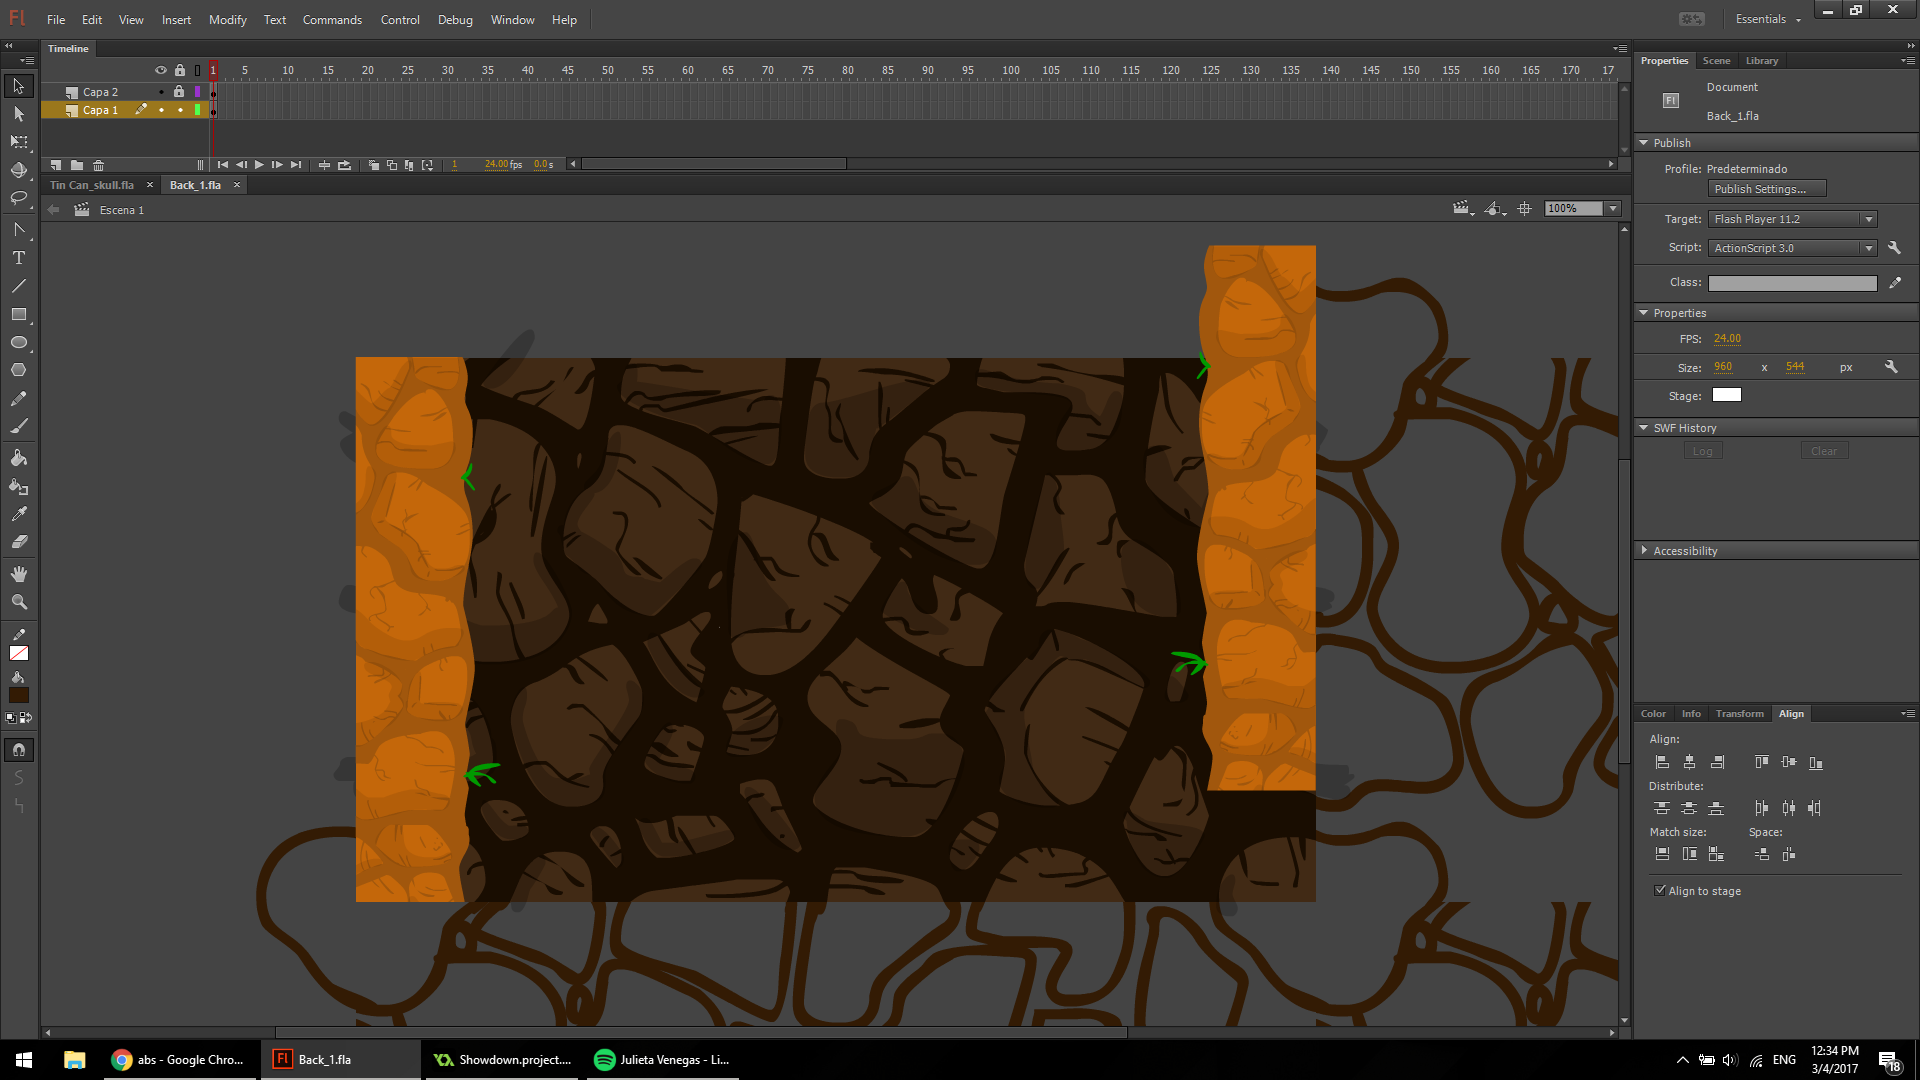 Fl File Edit View Insert Modify Text Commands Control Debug Window Help Essentials
Timeline
1 5 10 15 20 25 30 35 40 45 50 55 60 65 70 75 80 85 90 95 100 105 110 115 120 125 130 135 140 145 150 155 160 165 170 17
Capa 2
Capa 1
1 24.00 fps 0.0 s
Tin Can_skull.fla Back_1.fla
Escena 1 100%
Properties Scene Library
Document
Fl
Back_1.fla
Publish
Profile: Predeterminado
Publish Settings...
Target: Flash Player 11.2
Script: ActionScript 3.0
Class:
Properties
FPS: 24.00
Size: 960 x 544 px
Stage:
SWF History
Log Clear
Accessibility
Color Info Transform Align
Align:
Distribute:
Match size: Space:
Align to stage
abs - Google Chro... Fl Back_1.fla Showdown.project.... Julieta Venegas - Li... ENG 12:34 PM
3/4/2017 18